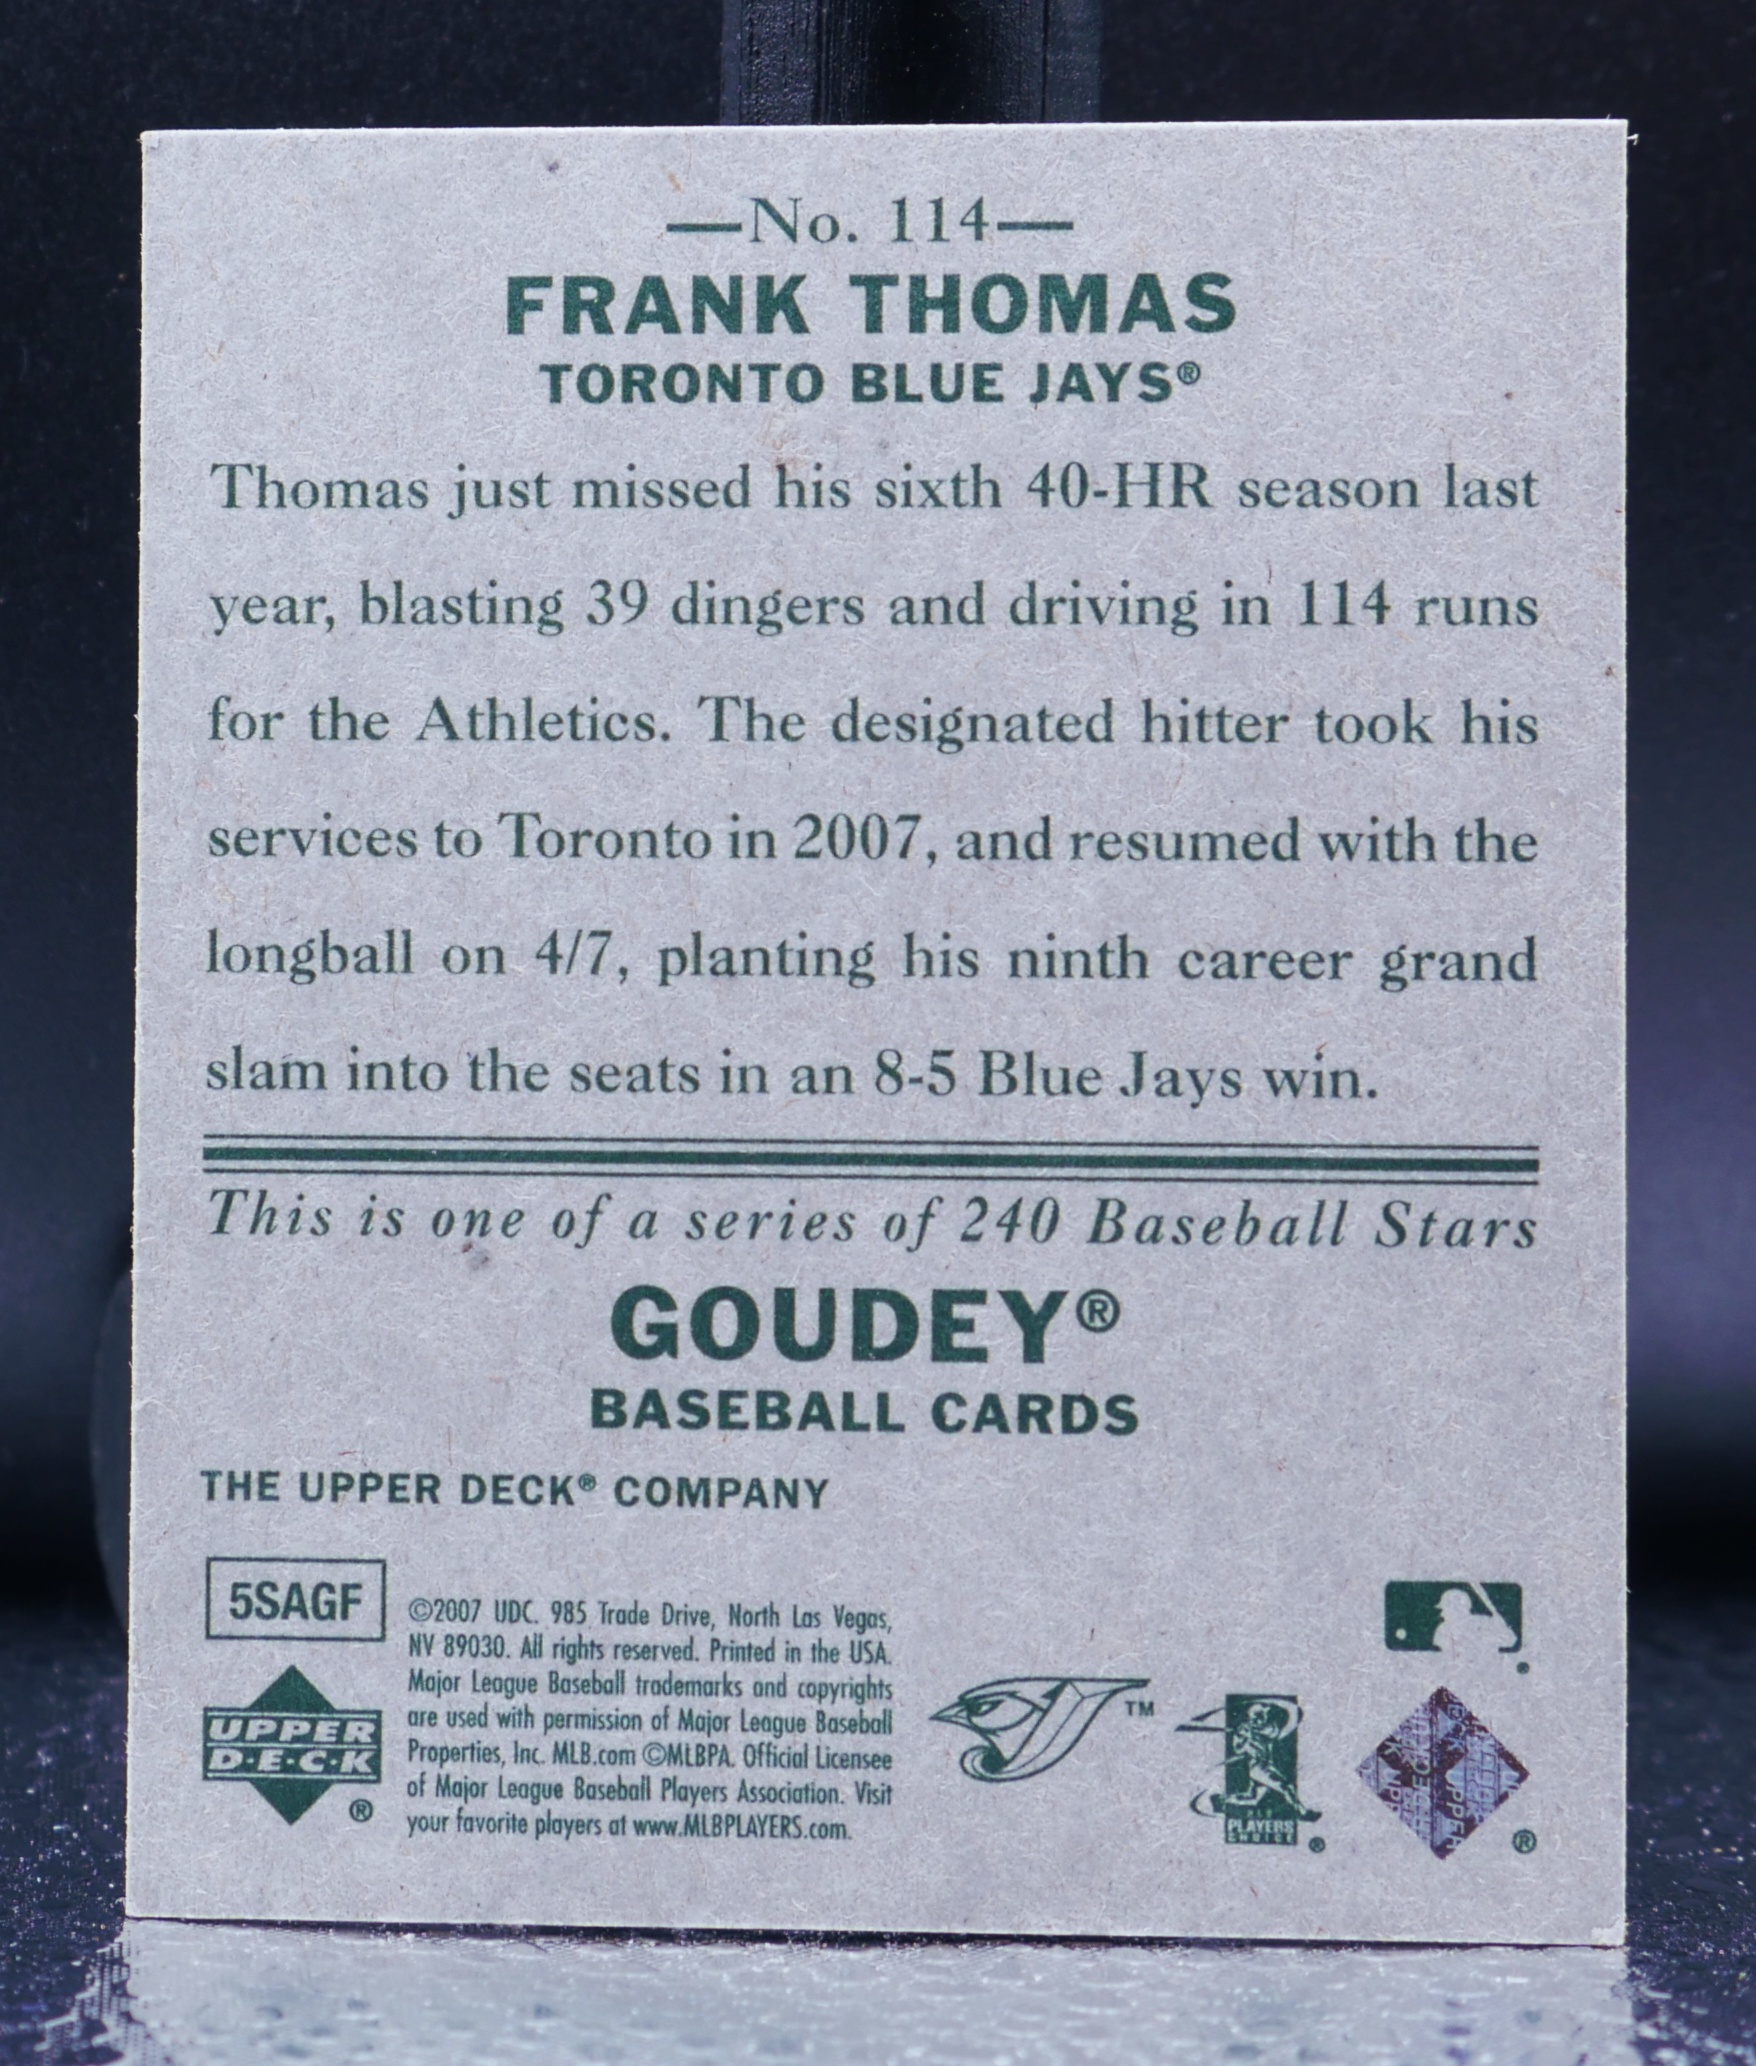 —No. 114—
FRANK THOMAS
TORONTO BLUE JAYS®
Thomas just missed his sixth 40-HR season last
year, blasting 39 dingers and driving in 114 runs
for the Athletics. The designated hitter took his
services to Toronto in 2007, and resumed with the
longball on 4/7, planting his ninth career grand
slam into the seats in an 8-5 Blue Jays win.
This is one of a series of 240 Baseball Stars
GOUDEY®
BASEBALL CARDS
THE UPPER DECK® COMPANY
5SAGF
©2007 UDC. 985 Trade Drive, North Las Vegas,
NV 89030. All rights reserved. Printed in the USA.
Major League Baseball trademarks and copyrights
are used with permission of Major League Baseball
Properties, Inc. MLB.com ©MLBPA. Official Licensee
of Major League Baseball Players Association. Visit
your favorite players at www.MLBPLAYERS.com.
UPPER
D·E·C·K
®
TM
PLAYERS
CHOICE
®
®